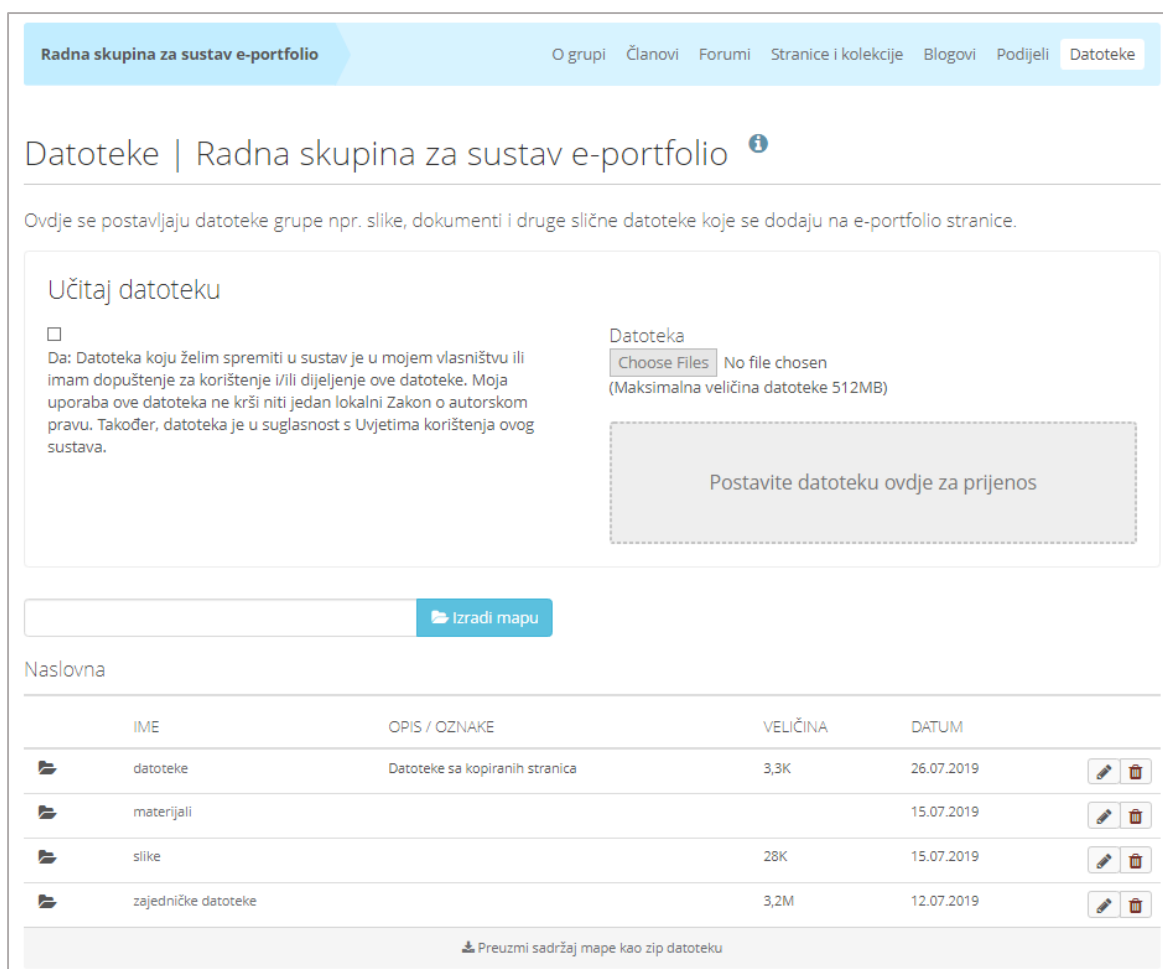 Radna skupina za sustav e-portfolio
O grupi Članovi Forumi Stranice i kolekcije Blogovi Podijeli Datoteke
Datoteke | Radna skupina za sustav e-portfolio
Ovdje se postavljaju datoteke grupe npr. slike, dokumenti i druge slične datoteke koje se dodaju na e-portfolio stranice.
Učitaj datoteku
Da: Datoteka koju želim spremiti u sustav je u mojem vlasništvu ili
imam dopuštenje za korištenje i/ili dijeljenje ove datoteke. Moja
uporaba ove datoteka ne krši niti jedan lokalni Zakon o autorskom
pravu. Također, datoteka je u suglasnost s Uvjetima korištenja ovog
sustava.
Datoteka
Choose Files No file chosen
(Maksimalna veličina datoteke 512MB)
Postavite datoteku ovdje za prijenos
Izradi mapu
Naslovna
IME OPIS / OZNAKE VELIČINA DATUM
datoteke Datoteke sa kopiranih stranica 3,3K 26.07.2019
materijali 15.07.2019
slike 28K 15.07.2019
zajedničke datoteke 3,2M 12.07.2019
Preuzmi sadržaj mape kao zip datoteku